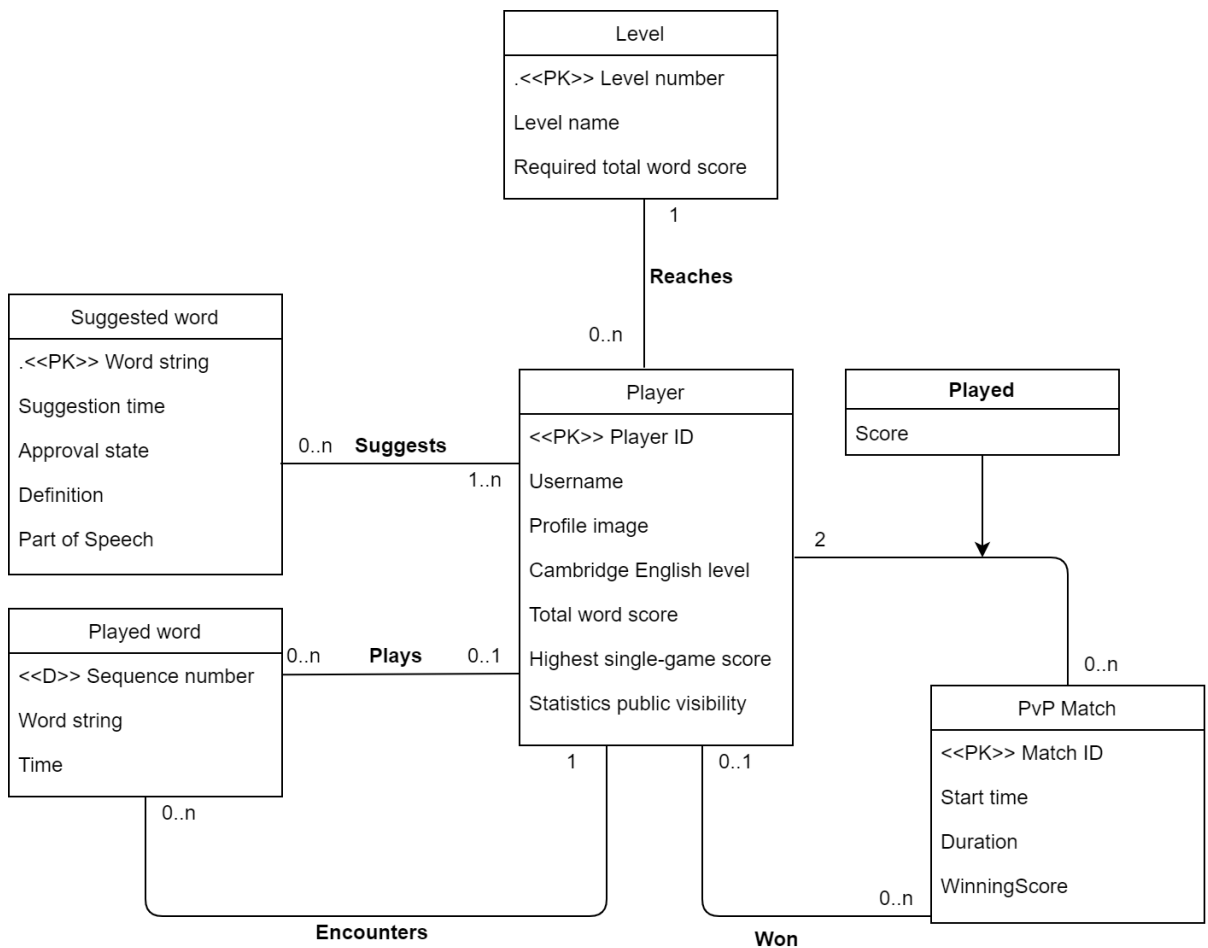 Level
.<<PK>> Level number
Level name
Required total word score
1
Reaches
0..n
Suggested word
.<<PK>> Word string
Suggestion time
Approval state
Definition
Part of Speech
0..n
Suggests
1..n
Player
<<PK>> Player ID
Username
Profile image
Cambridge English level
Total word score
Highest single-game score
Statistics public visibility
Played
Score
2
0..n
Played word
<<D>> Sequence number
Word string
Time
0..n
Plays
0..1
PvP Match
<<PK>> Match ID
Start time
Duration
WinningScore
1
0..1
0..n
0..n
Encounters
Won